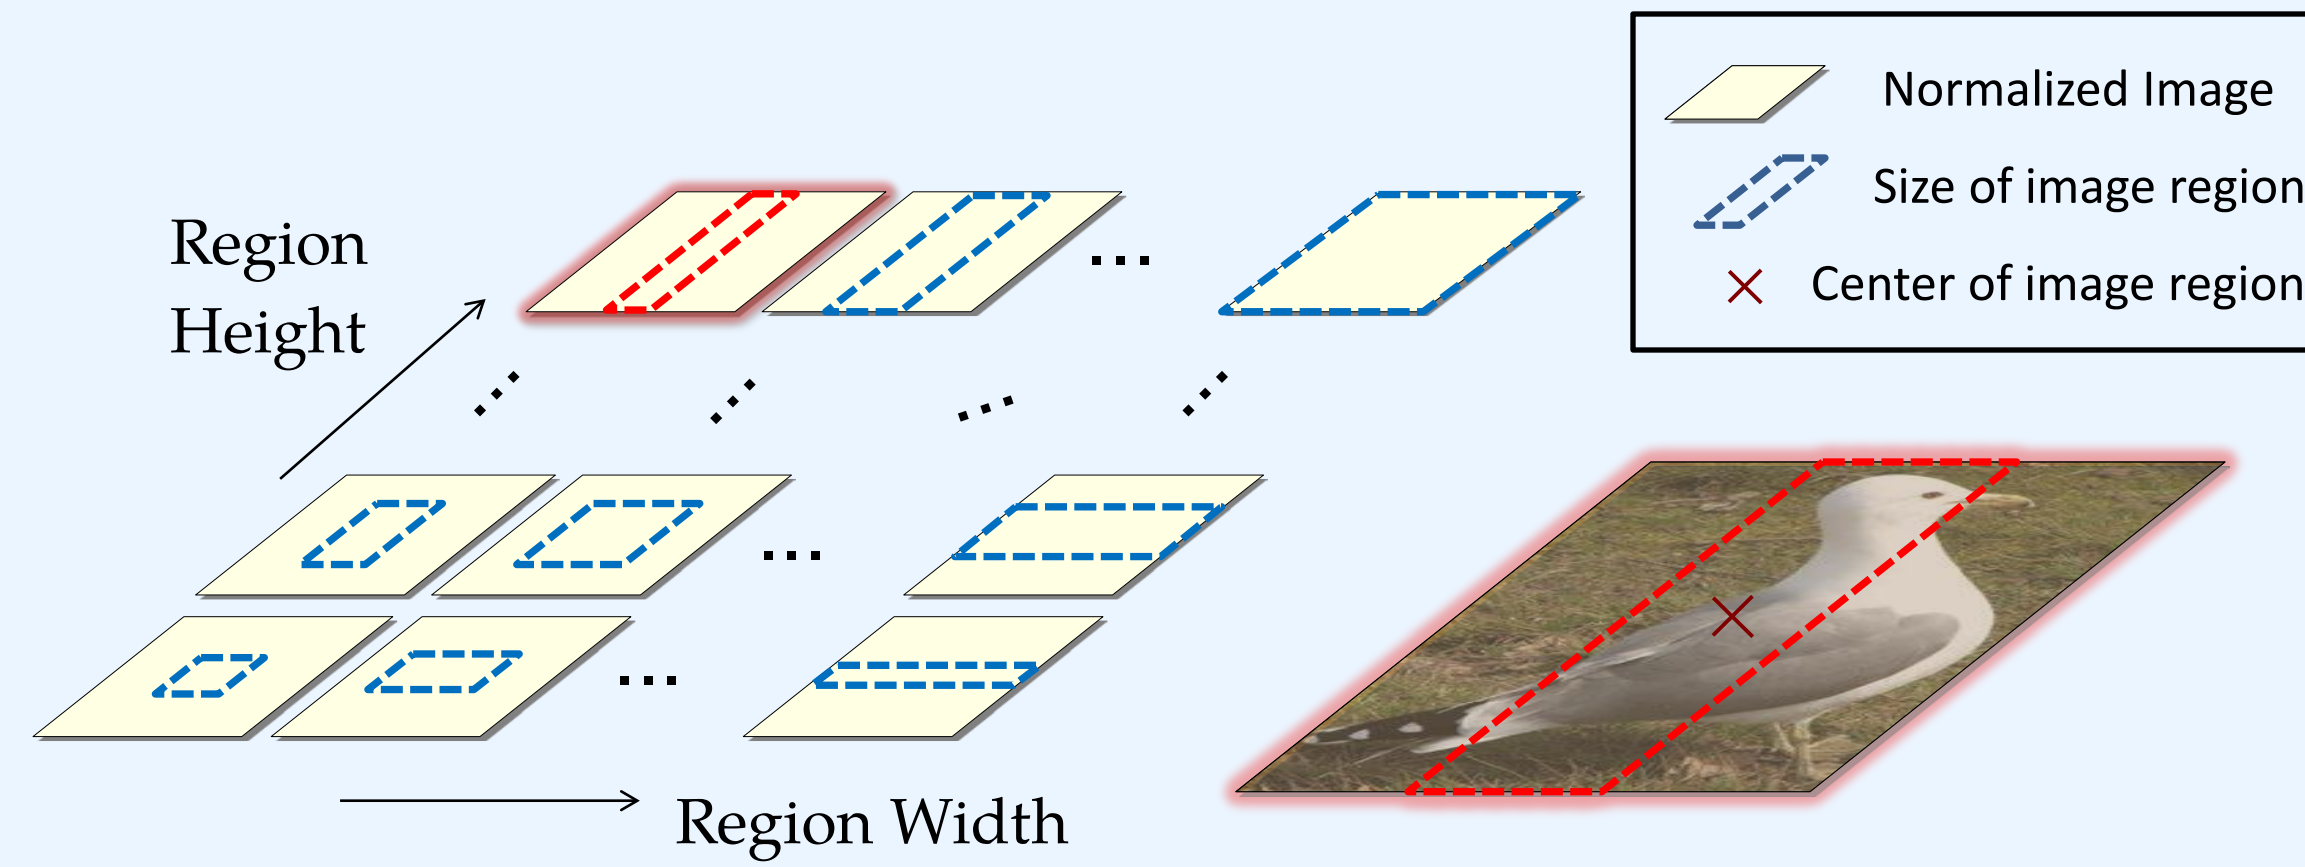 Normalized Image
Size of image region
Center of image region
Region
Height
Region Width